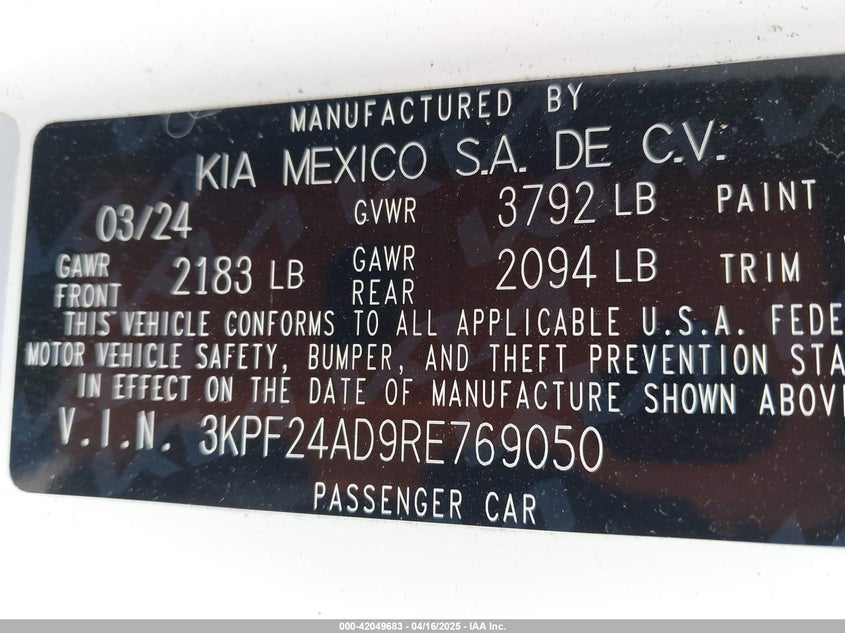 MANUFACTURED BY
KIA MEXICO S.A. DE C.V.
03/24 GVWR 3792 LB PAINT
GAWR FRONT 2183 LB GAWR REAR 2094 LB TRIM
THIS VEHICLE CONFORMS TO ALL APPLICABLE U.S.A. FEDE
MOTOR VEHICLE SAFETY, BUMPER, AND THEFT PREVENTION STA
IN EFFECT ON THE DATE OF MANUFACTURE SHOWN ABOV
V.I.N. 3KPF24AD9RE769050
PASSENGER CAR
000-42049683 - 04/16/2025 - IAA Inc.